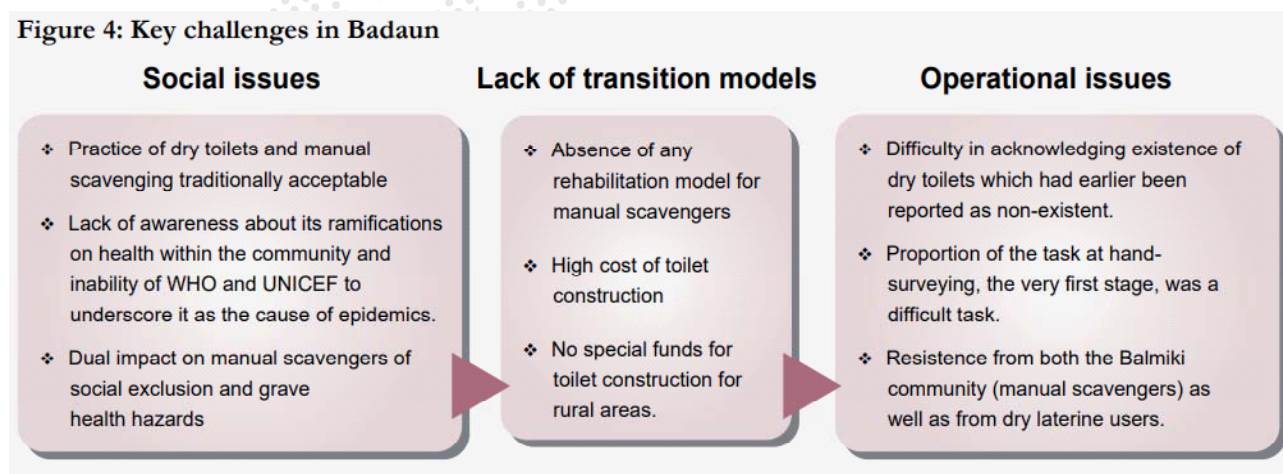 Figure 4: Key challenges in Badaun
Social issues
❖ Practice of dry toilets and manual
scavenging traditionally acceptable
❖ Lack of awareness about its ramifications
on health within the community and
inability of WHO and UNICEF to
underscore it as the cause of epidemics.
❖ Dual impact on manual scavengers of
social exclusion and grave
health hazards
Lack of transition models
❖ Absence of any
rehabilitation model for
manual scavengers
❖ High cost of toilet
construction
❖ No special funds for
toilet construction for
rural areas.
Operational issues
❖ Difficulty in acknowledging existence of
dry toilets which had earlier been
reported as non-existent.
❖ Proportion of the task at hand-
surveying, the very first stage, was a
difficult task.
❖ Resistence from both the Balmiki
community (manual scavengers) as
well as from dry laterine users.